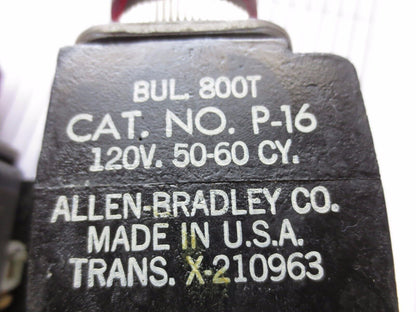 BUL. 800T
CAT. NO. P-16
120V. 50-60 CY.
ALLEN-BRADLEY CO.
MADE IN U.S.A.
TRANS. X-210963